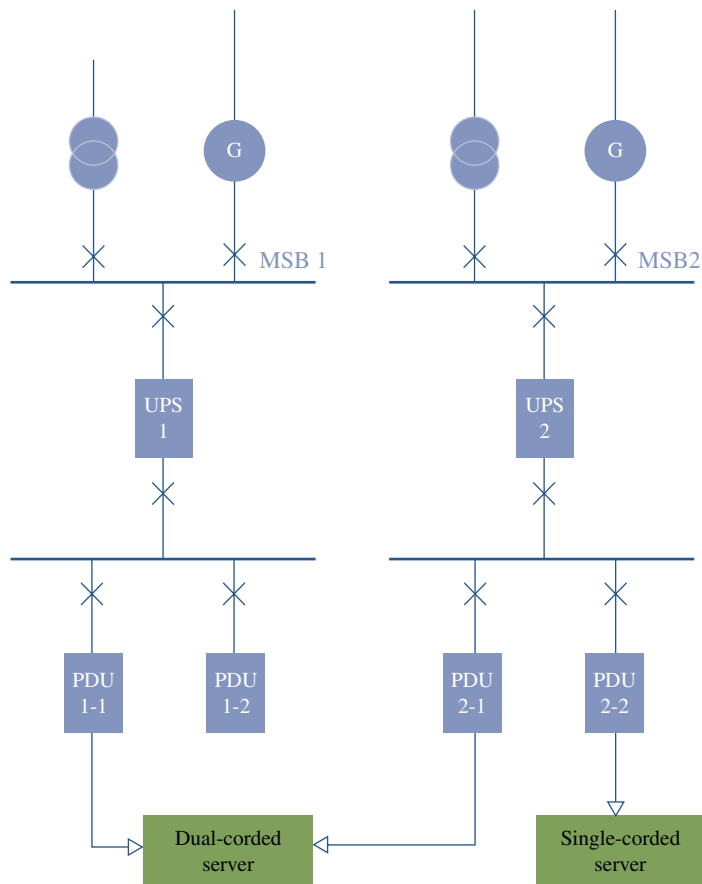 G
G
MSB 1
MSB2
UPS
1
UPS
2
PDU
1-1
PDU
1-2
PDU
2-1
PDU
2-2
Dual-corded
server
Single-corded
server